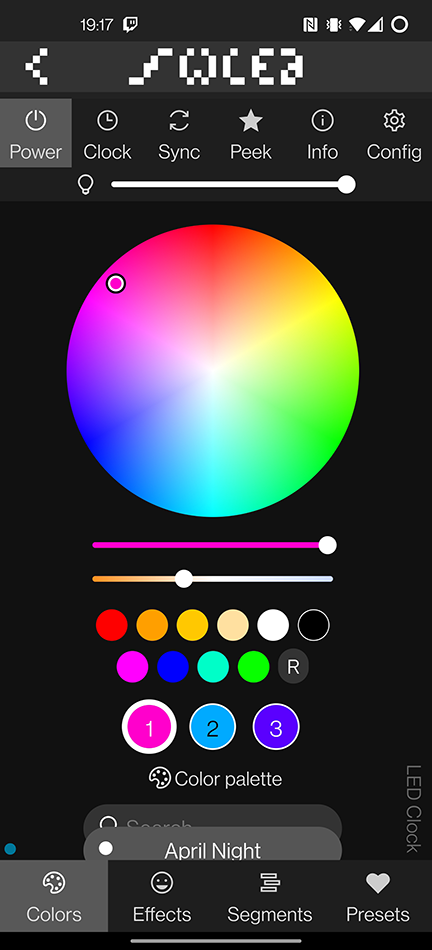 19:17
Power Clock Sync Peek Info Config
R
1 2 3
Color palette
Search
April Night
LED Clock
Colors Effects Segments Presets